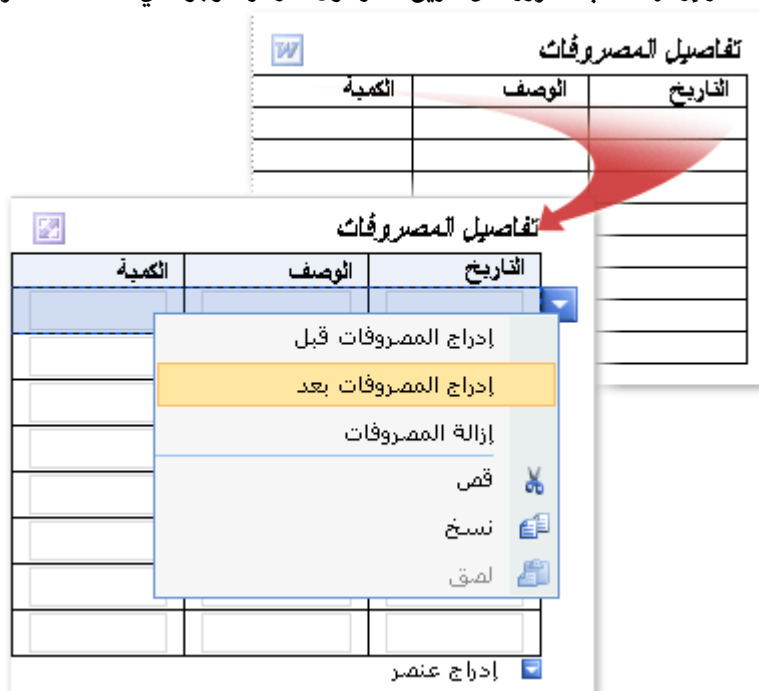 تفاصيل المصروفات
التاريخ الوصف الكمية
تفاصيل المصروفات
التاريخ الوصف الكمية
إدراج المصروفات قبل
إدراج المصروفات بعد
إزالة المصروفات
قص
نسخ
لصق
إدراج عنصر